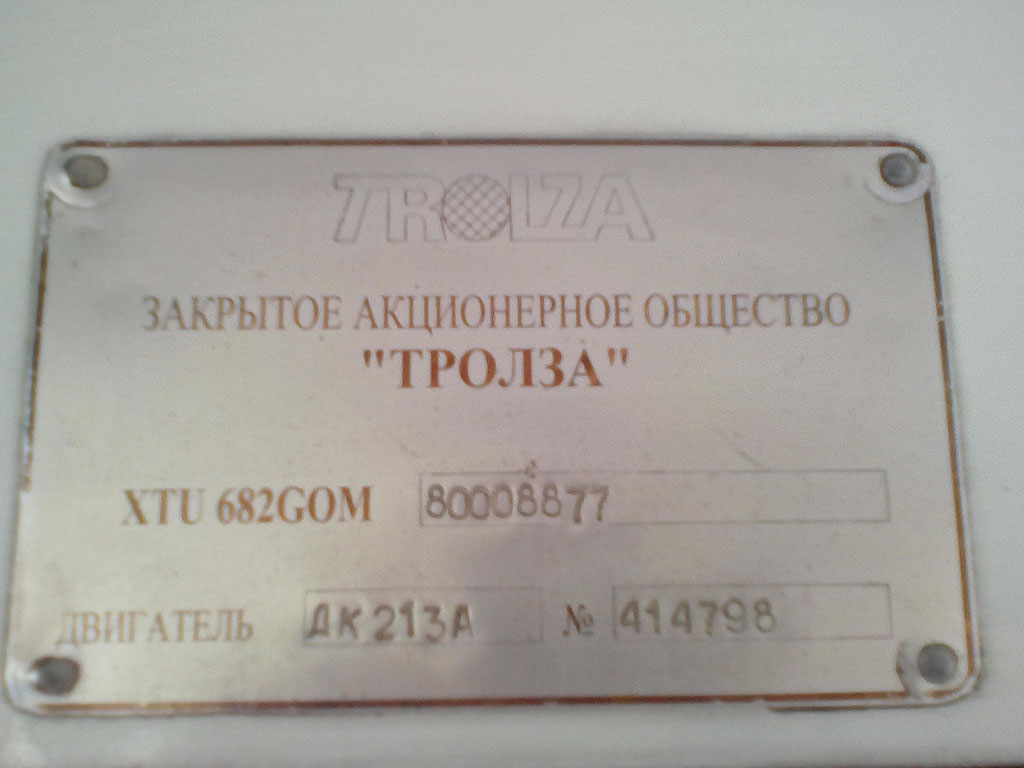 TROLZA
ЗАКРЫТОЕ АКЦИОНЕРНОЕ ОБЩЕСТВО
"ТРОЛЗА"
XTU 682GOM 80008877
ДВИГАТЕЛЬ ДК213А № 414798